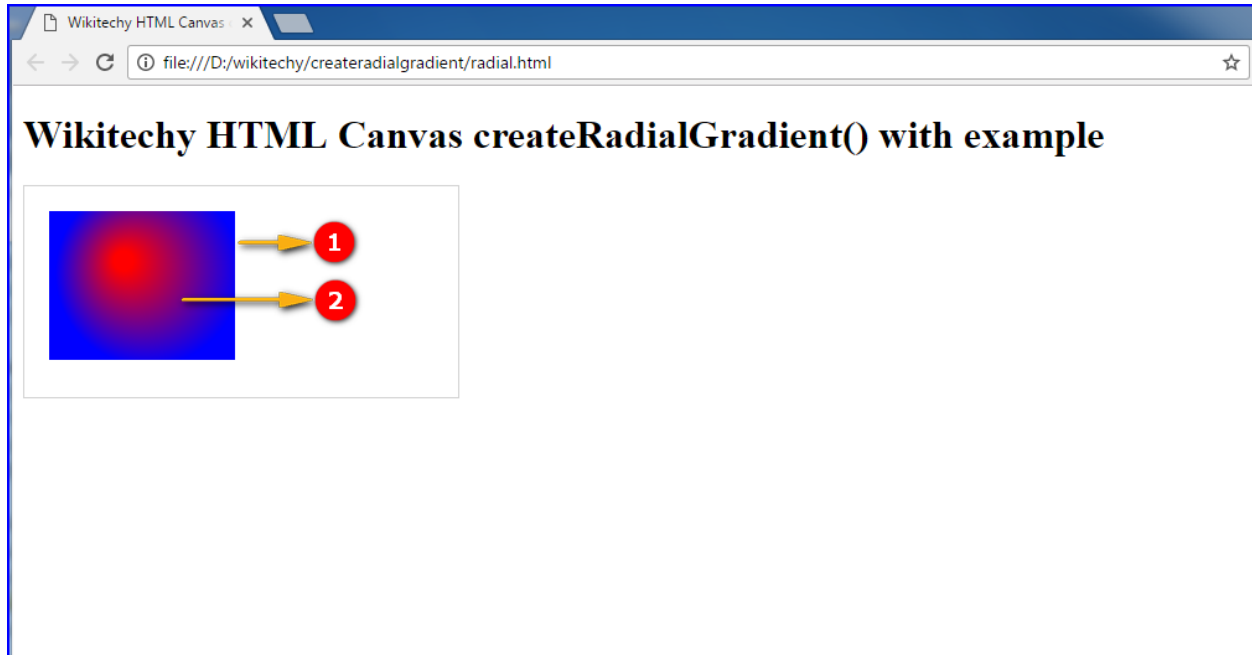 Wikitechy HTML Canvas
file:///D:/wikitechy/createradialgradient/radial.html
Wikitechy HTML Canvas createRadialGradient() with example
1
2